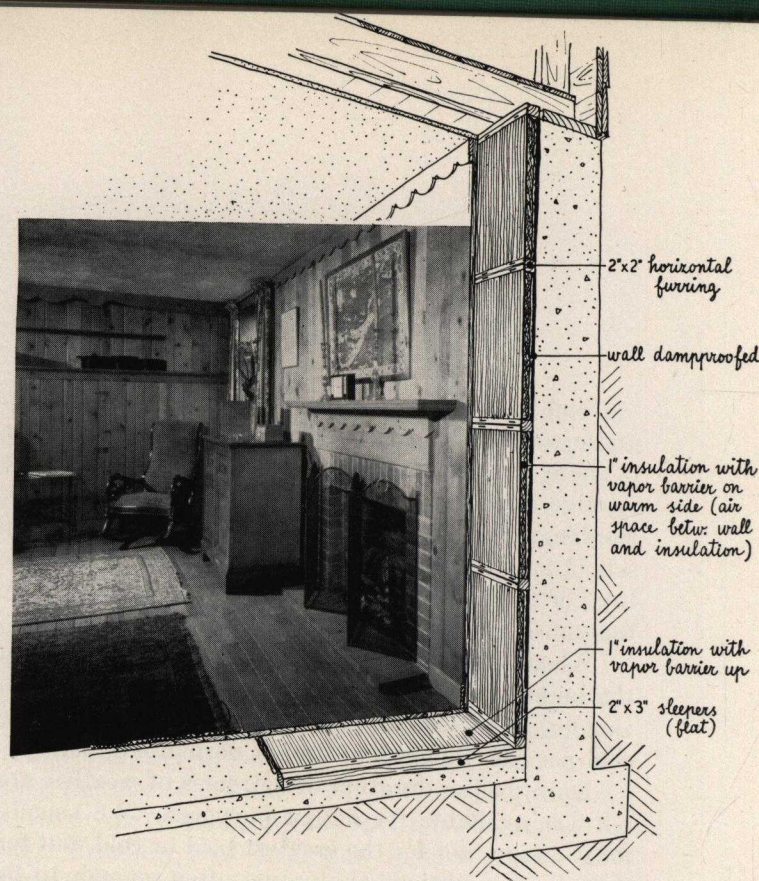 2"x2" horizontal
furring
wall dampproofed
1" insulation with
vapor barrier on
warm side (air
space betw. wall
and insulation)
1" insulation with
vapor barrier up
2"x3" sleepers
(flat)